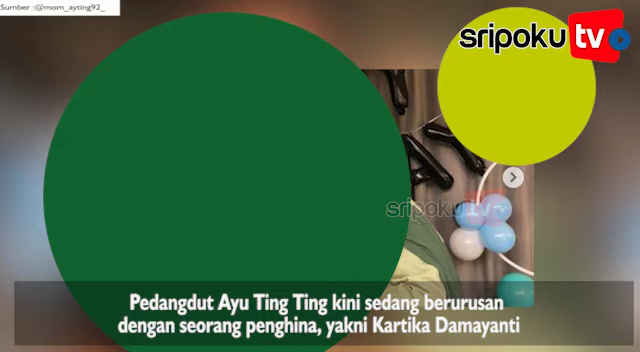 Sumber :@mom_ayting92_
sripoku tv
sripoku tv
Pedangdut Ayu Ting Ting kini sedang berurusan
dengan seorang penghina, yakni Kartika Damayanti